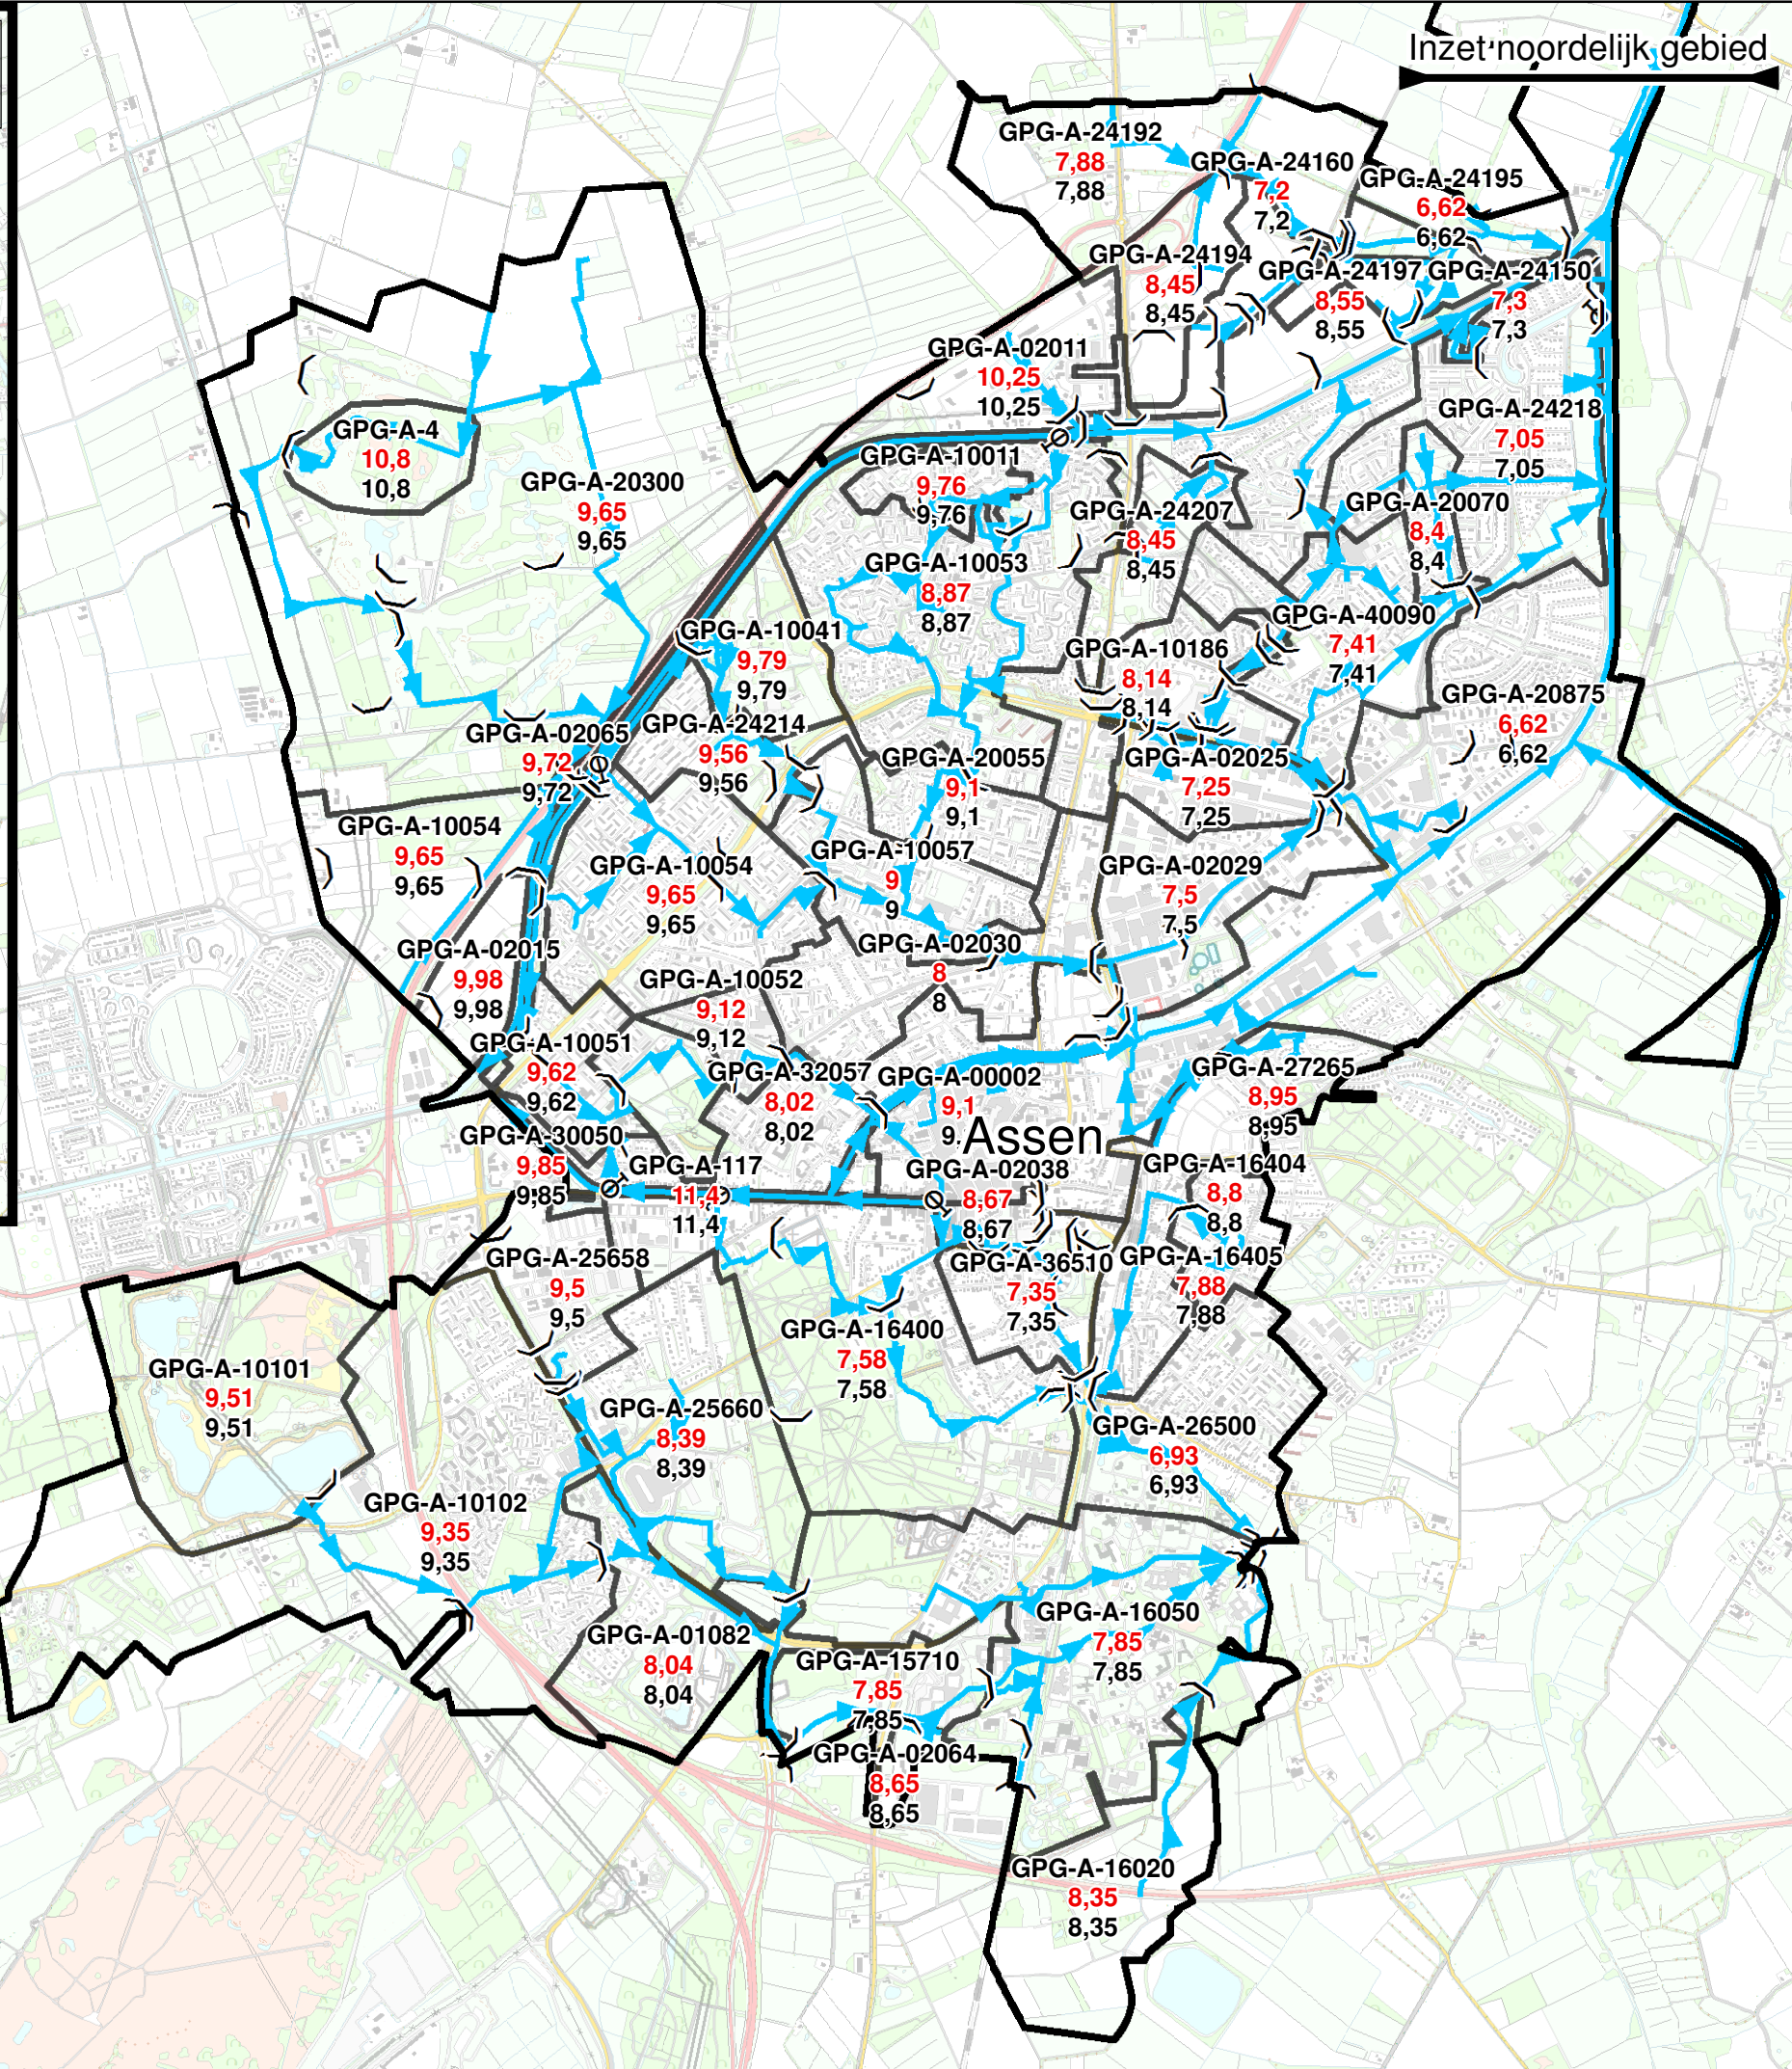 Inzet noordelijk gebied
GPG-A-24192
7,88
7,88
GPG-A-24160
7,2
7,2
GPG-A-24195
6,62
6,62
GPG-A-24194
8,45
8,45
GPG-A-24197
8,55
8,55
GPG-A-24150
7,3
7,3
GPG-A-02011
10,25
10,25
GPG-A-24218
7,05
7,05
GPG-A-4
10,8
10,8
GPG-A-20300
9,65
9,65
GPG-A-10011
9,76
9,76
GPG-A-24207
8,45
8,45
GPG-A-20070
8,4
8,4
GPG-A-10053
8,87
8,87
GPG-A-10041
9,79
9,79
GPG-A-10186
8,14
8,14
GPG-A-40090
7,41
7,41
GPG-A-20875
6,62
6,62
GPG-A-02065
9,72
9,72
GPG-A-24214
9,56
9,56
GPG-A-20055
9,1
9,1
GPG-A-02025
7,25
7,25
GPG-A-10054
9,65
9,65
GPG-A-10054
9,65
9,65
GPG-A-10057
9
9
GPG-A-02029
7,5
7,5
GPG-A-02015
9,98
9,98
GPG-A-10052
9,12
9,12
GPG-A-02030
8
8
GPG-A-10051
9,62
9,62
GPG-A-32057
8,02
8,02
GPG-A-00002
9,1
GPG-A-27265
8,95
8,95
Assen
GPG-A-30050
9,85
9,85
GPG-A-117
11,4
11,4
GPG-A-02038
8,67
8,67
GPG-A-16404
8,8
8,8
GPG-A-25658
9,5
9,5
GPG-A-36510
7,35
7,35
GPG-A-16405
7,88
7,88
GPG-A-16400
7,58
7,58
GPG-A-10101
9,51
9,51
GPG-A-25660
8,39
8,39
GPG-A-26500
6,93
6,93
GPG-A-10102
9,35
9,35
GPG-A-01082
8,04
8,04
GPG-A-15710
7,85
7,85
GPG-A-16050
7,85
7,85
GPG-A-02064
8,65
8,65
GPG-A-16020
8,35
8,35